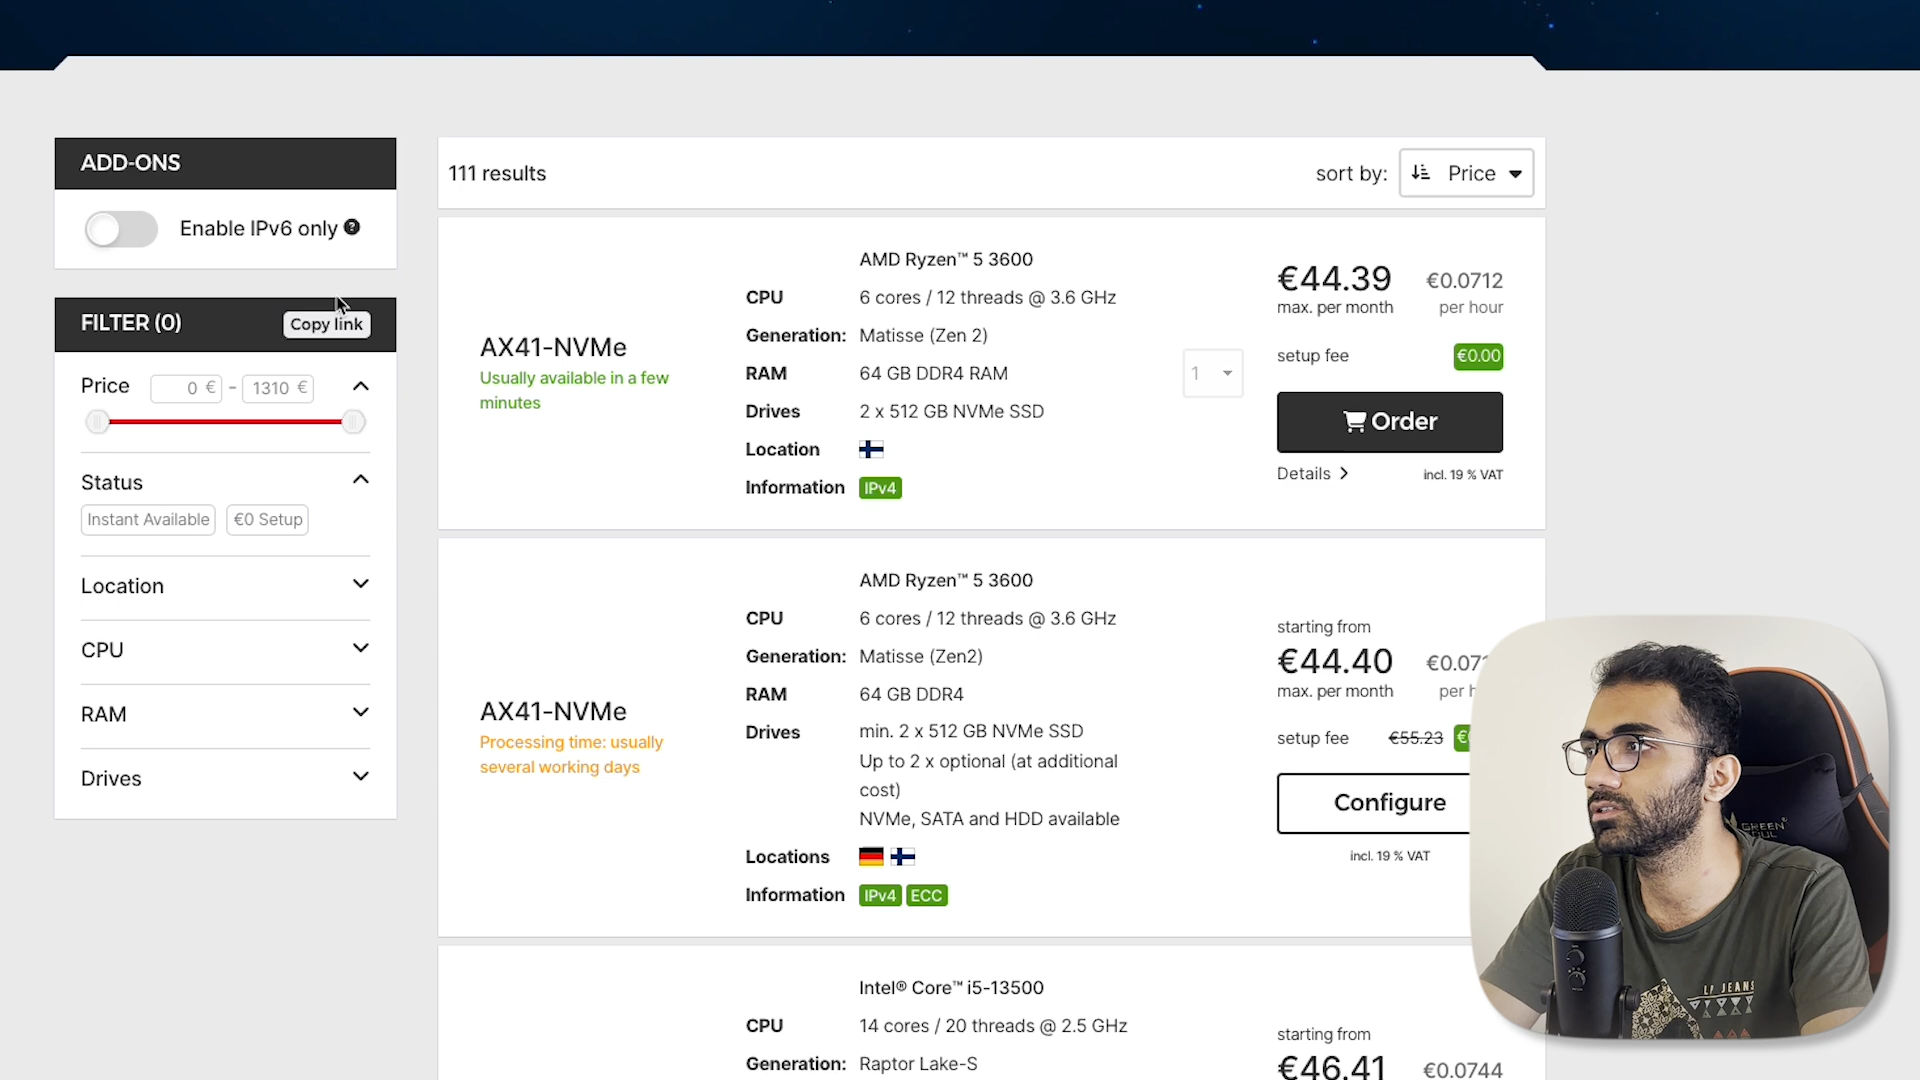 ADD-ONS
Enable IPv6 only ?
FILTER (0)
Copy link
Price 0 € - 1310 €
Status
Instant Available €0 Setup
Location
CPU
RAM
Drives
111 results
sort by: Price
AX41-NVMe
Usually available in a few
minutes
AMD Ryzen™ 5 3600
CPU 6 cores / 12 threads @ 3.6 GHz
Generation: Matisse (Zen 2)
RAM 64 GB DDR4 RAM
Drives 2 x 512 GB NVMe SSD
Location
Information IPv4
1
€44.39 €0.0712
max. per month per hour
setup fee €0.00
Order
Details incl. 19 % VAT
AX41-NVMe
Processing time: usually
several working days
AMD Ryzen™ 5 3600
CPU 6 cores / 12 threads @ 3.6 GHz
Generation: Matisse (Zen2)
RAM 64 GB DDR4
Drives min. 2 x 512 GB NVMe SSD
Up to 2 x optional (at additional
cost)
NVMe, SATA and HDD available
Locations
Information IPv4 ECC
starting from
€44.40
max. per month per
setup fee €55.23
Configure
incl. 19 % VAT
Intel® Core™ i5-13500
CPU 14 cores / 20 threads @ 2.5 GHz
Generation: Raptor Lake-S
starting from
€46.41 €0.0744
GREEN
SOUL
JEANS